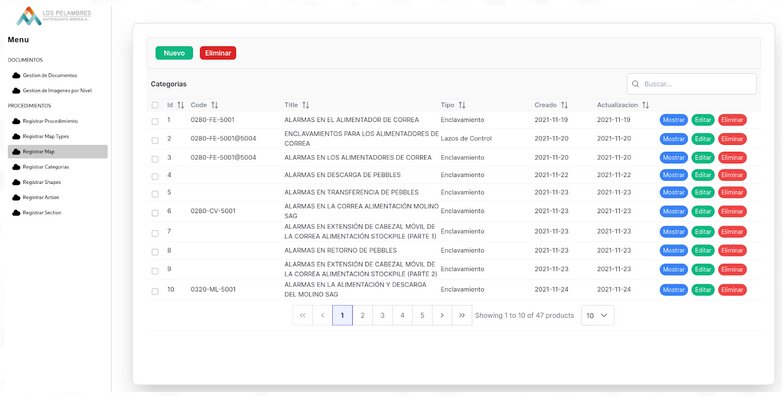 LOS PELAMBRES
ANTOFAGASTA MINERALS
Menu
DOCUMENTOS
Gestion de Documentos
Gestion de Imagenes por Nivel
PROCEDIMIENTOS
Registrar Procedimiento
Registrar Map Types
Registrar Map
Registrar Categorias
Registrar Shapes
Registrar Action
Registrar Section
Nuevo Eliminar
Categorias Buscar...
Id Code Title Tipo Creado Actualizacion
1 0280-FE-5001 ALARMAS EN EL ALIMENTADOR DE CORREA Enclavamiento 2021-11-19 2021-11-19 Mostrar Editar Eliminar
2 0280-FE-5001@5004 ENCLAVAMIENTOS PARA LOS ALIMENTADORES DE CORREA Lazos de Control 2021-11-20 2021-11-20 Mostrar Editar Eliminar
3 0280-FE-5001@5004 ALARMAS EN LOS ALIMENTADORES DE CORREA Enclavamiento 2021-11-20 2021-11-20 Mostrar Editar Eliminar
4 ALARMAS EN DESCARGA DE PEBBLES Enclavamiento 2021-11-22 2021-11-22 Mostrar Editar Eliminar
5 ALARMAS EN TRANSFERENCIA DE PEBBLES Enclavamiento 2021-11-23 2021-11-23 Mostrar Editar Eliminar
6 0280-CV-5001 ALARMAS EN LA CORREA ALIMENTACIÓN MOLINO SAG Enclavamiento 2021-11-23 2021-11-23 Mostrar Editar Eliminar
7 ALARMAS EN EXTENSIÓN DE CABEZAL MÓVIL DE LA CORREA ALIMENTACIÓN STOCKPILE (PARTE 1) Enclavamiento 2021-11-23 2021-11-23 Mostrar Editar Eliminar
8 ALARMAS EN RETORNO DE PEBBLES Enclavamiento 2021-11-23 2021-11-23 Mostrar Editar Eliminar
9 ALARMAS EN EXTENSIÓN DE CABEZAL MÓVIL DE LA CORREA ALIMENTACIÓN STOCKPILE (PARTE 2) Enclavamiento 2021-11-23 2021-11-23 Mostrar Editar Eliminar
10 0320-ML-5001 ALARMAS EN LA ALIMENTACIÓN Y DESCARGA DEL MOLINO SAG Enclavamiento 2021-11-24 2021-11-24 Mostrar Editar Eliminar
1 2 3 4 5 Showing 1 to 10 of 47 products 10